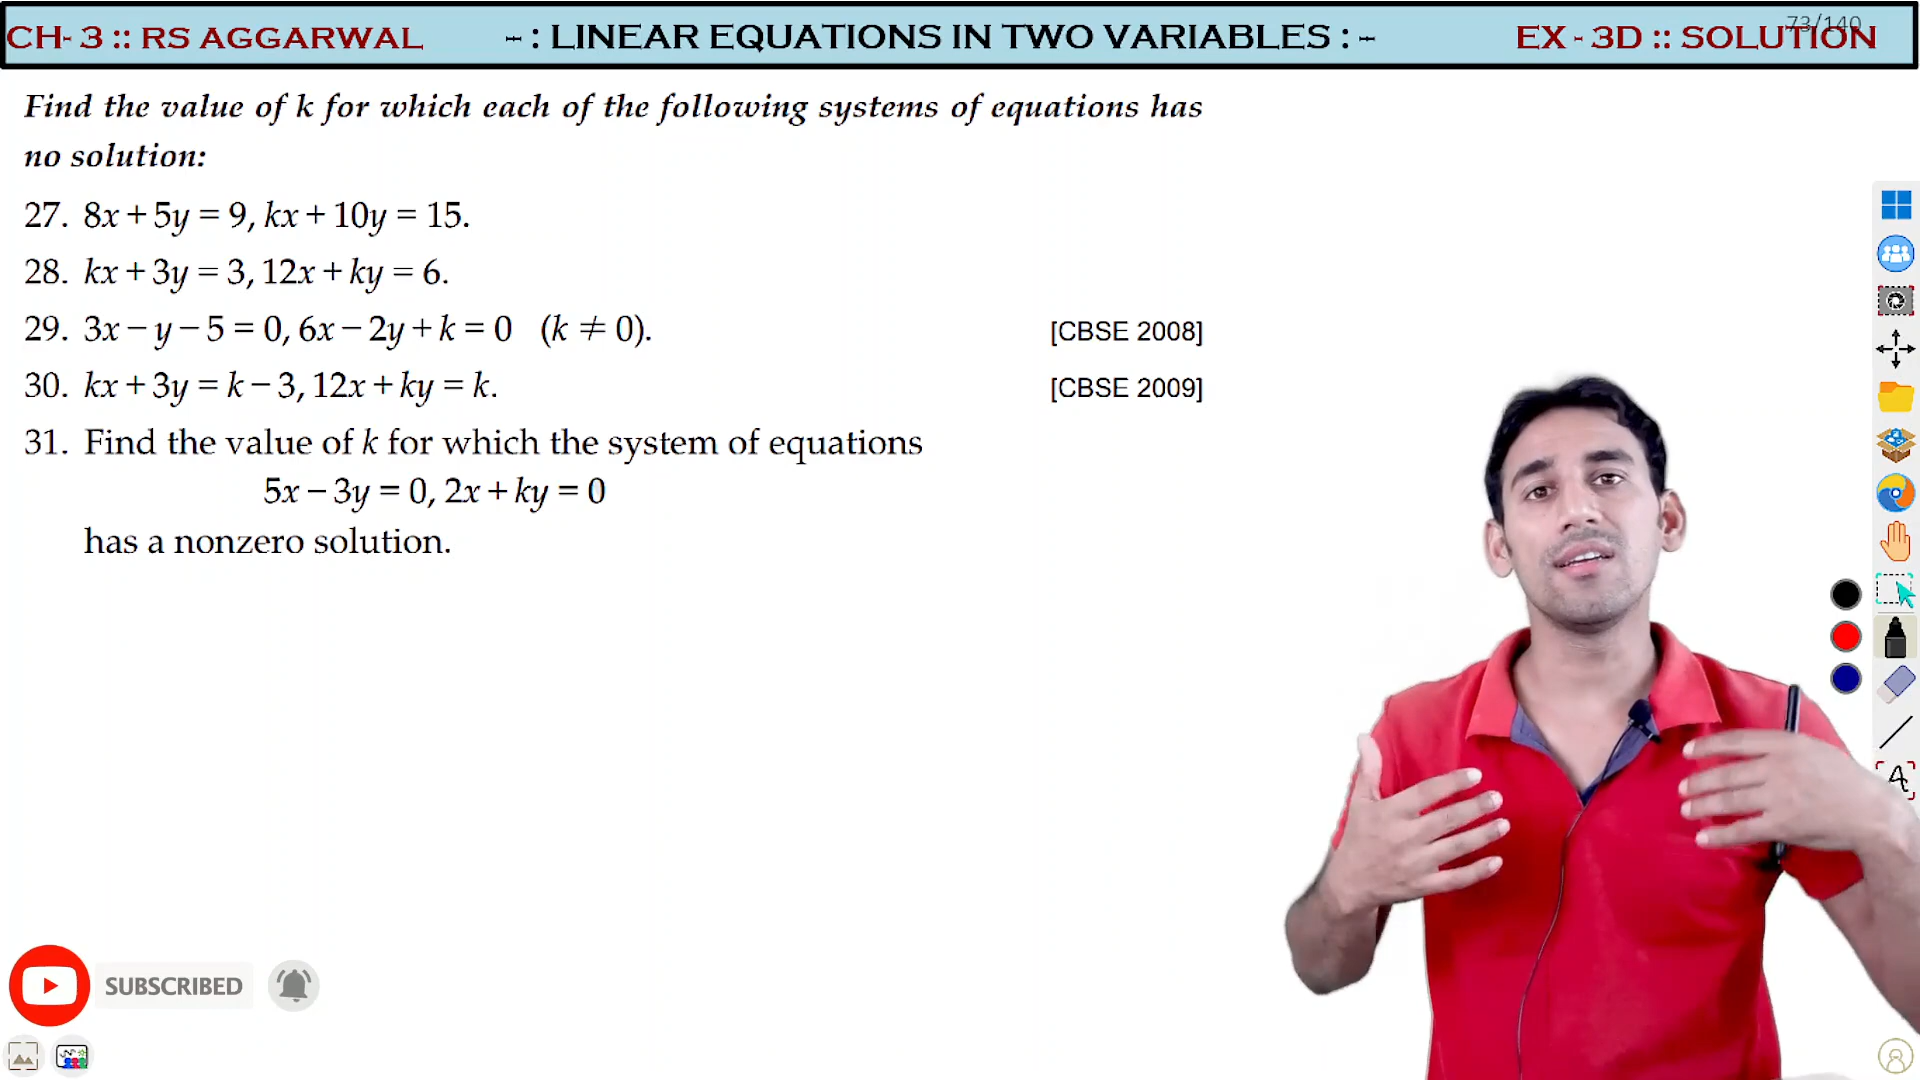 CH- 3 :: RS AGGARWAL -- : LINEAR EQUATIONS IN TWO VARIABLES : -- EX - 3D :: SOLUTION
73/140
Find the value of k for which each of the following systems of equations has
no solution:
27. 8x + 5y = 9, kx + 10y = 15.
28. kx + 3y = 3, 12x + ky = 6.
29. 3x − y − 5 = 0, 6x − 2y + k = 0 (k ≠ 0). [CBSE 2008]
30. kx + 3y = k − 3, 12x + ky = k. [CBSE 2009]
31. Find the value of k for which the system of equations
5x − 3y = 0, 2x + ky = 0
has a nonzero solution.
SUBSCRIBED